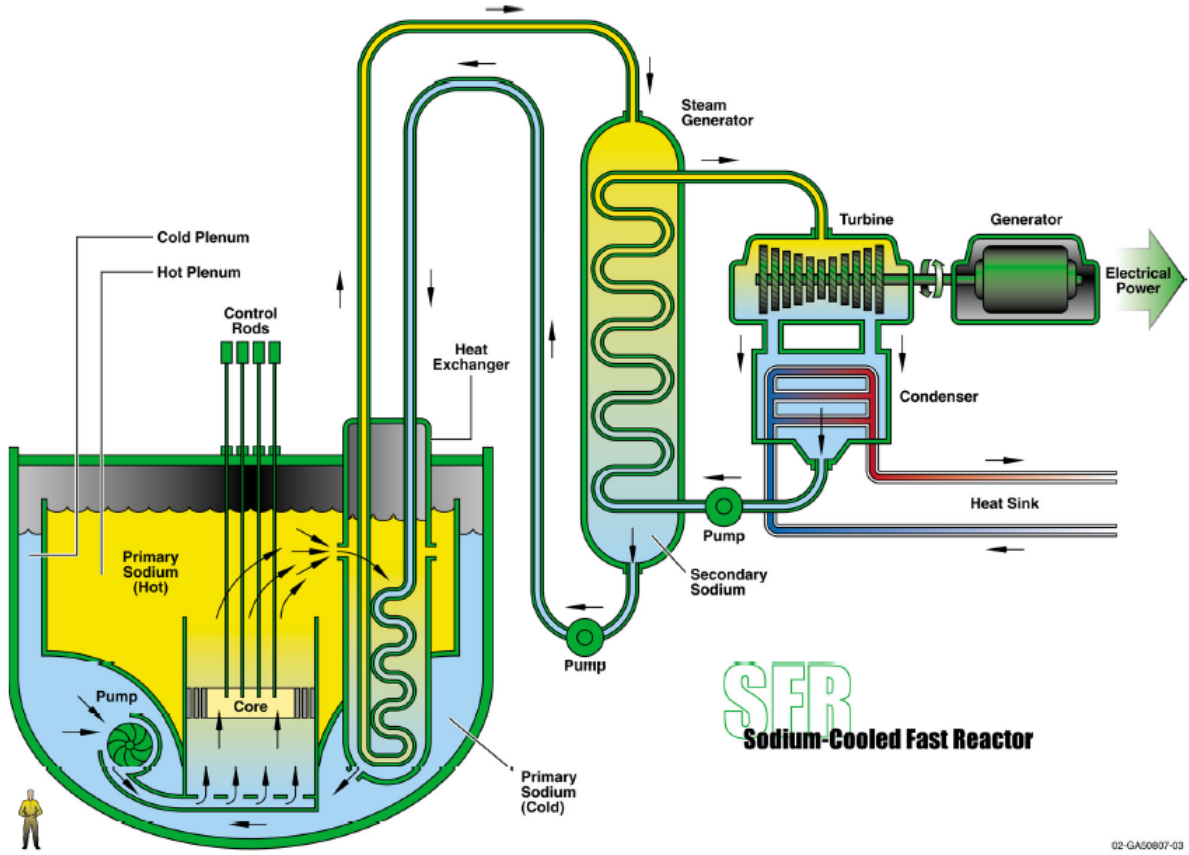 Steam
Generator
Cold Plenum
Hot Plenum
Turbine
Generator
Electrical
Power
Control
Rods
Heat
Exchanger
Condenser
Heat Sink
Pump
Primary
Sodium
(Hot)
Secondary
Sodium
Pump
Pump
Core
SFR
Sodium-Cooled Fast Reactor
Primary
Sodium
(Cold)
02-GA50807-03